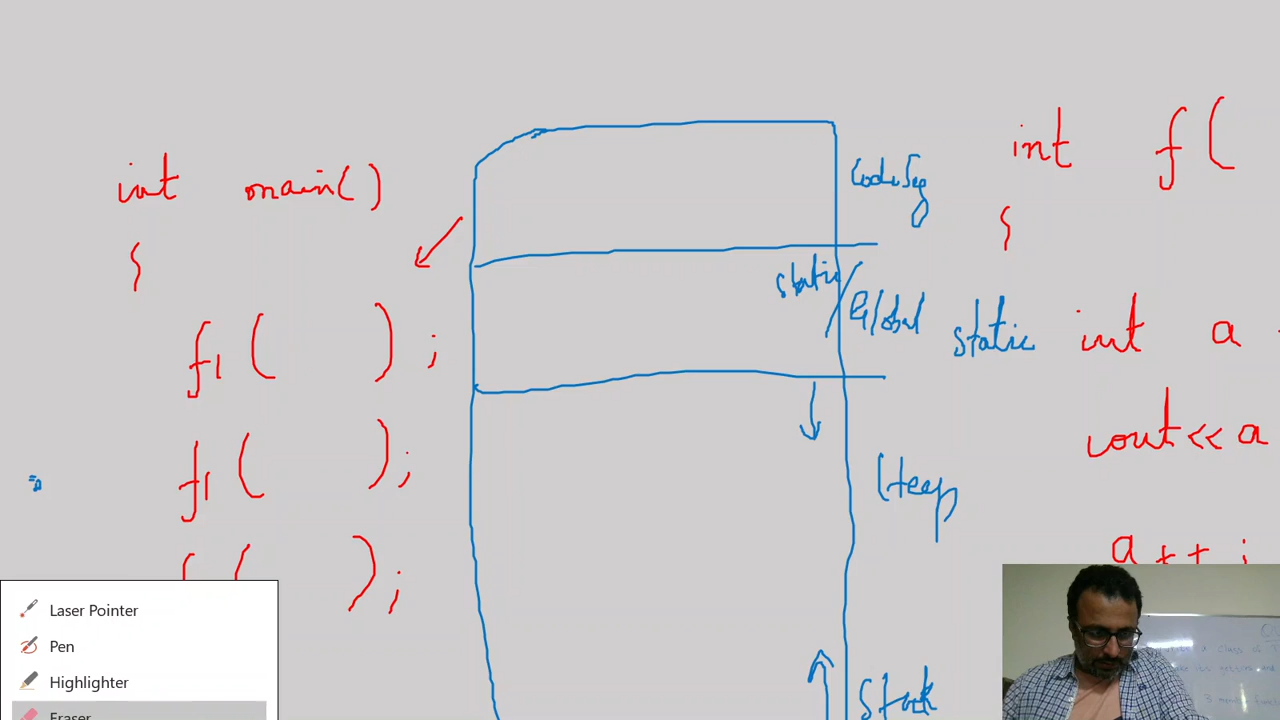 int main()
{
f1( );
f1( );
f( );
Code Seg
static / Global
Heap
Stack
int f(
{
static int a
cout<<a
a++;
Laser Pointer
Pen
Highlighter
Eraser